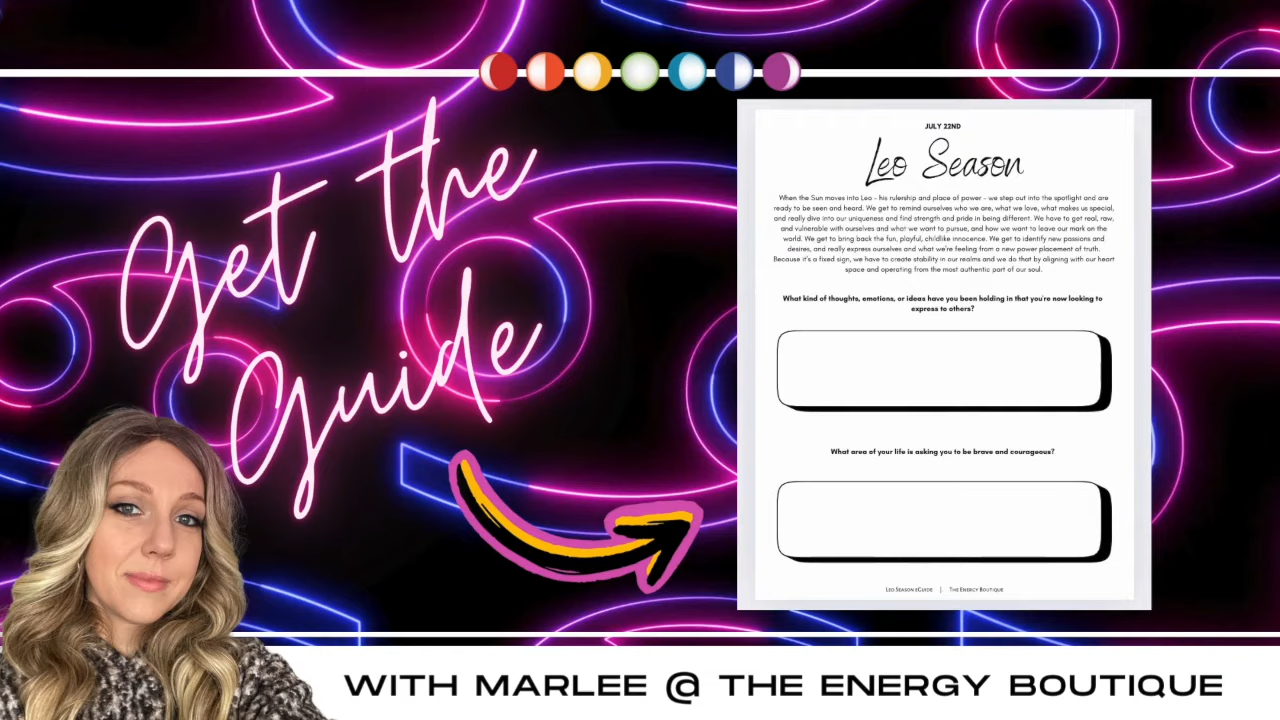 Get the
Guide
JULY 22ND
Leo Season
When the Sun moves into Leo - his rulership and place of power - we step out into the spotlight and are
ready to be seen and heard. We get to remind ourselves who we are, what we love, what makes us special,
and really dive into our uniqueness and find strength and pride in being different. We have to get real, raw,
and vulnerable with ourselves and what we want to pursue, and how we want to leave our mark on the
world. We get to bring back the fun, playful, childlike innocence. We get to identify new passions and
desires, and really express ourselves and what we're feeling from a new power placement of truth.
Because it's a fixed sign, we have to create stability in our realms and we do that by aligning with our heart
space and operating from the most authentic part of our soul.
What kind of thoughts, emotions, or ideas have you been holding in that you're now looking to
express to others?
What area of your life is asking you to be brave and courageous?
LEO SEASON EGUIDE | THE ENERGY BOUTIQUE
WITH MARLEE @ THE ENERGY BOUTIQUE